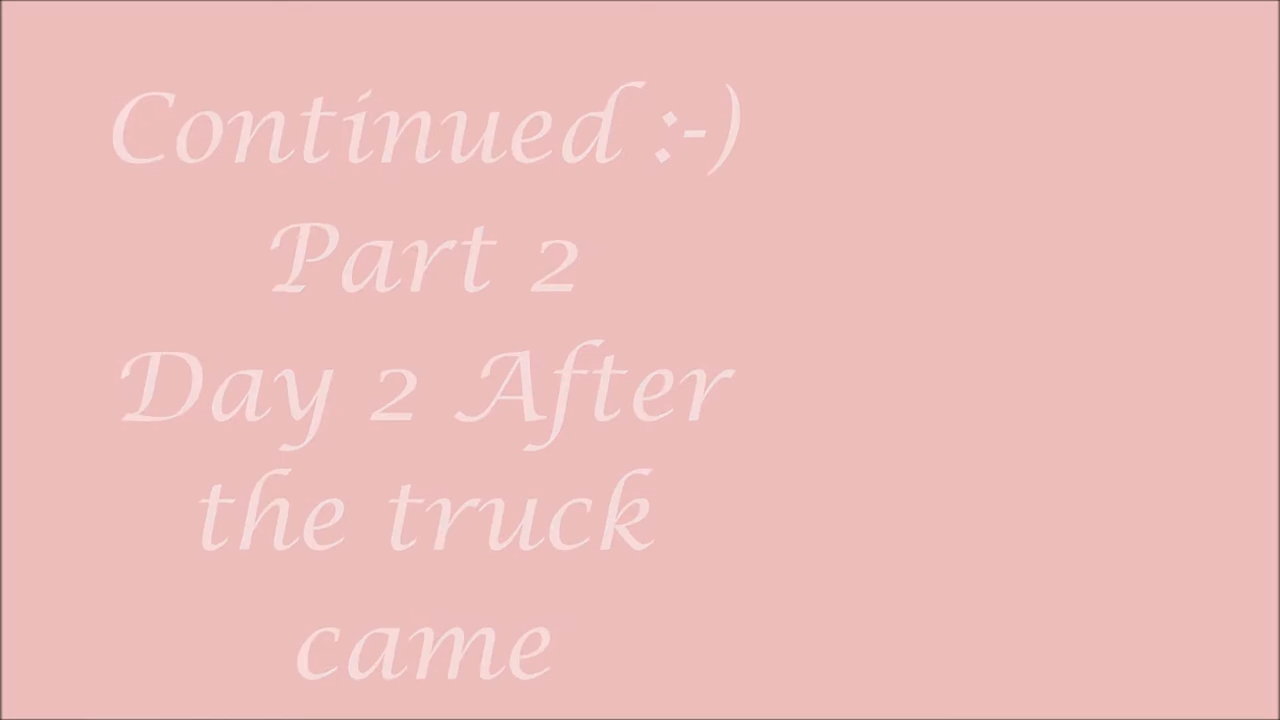 Continued :-)
Part 2
Day 2 After
the truck
came